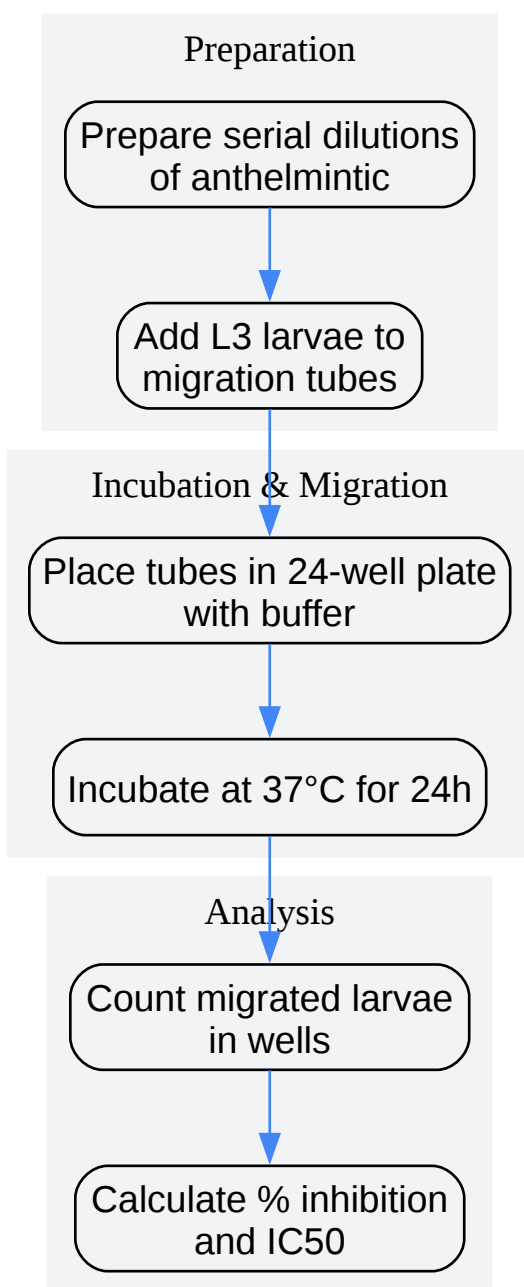 Preparation
Prepare serial dilutions
of anthelmintic
Add L3 larvae to
migration tubes
Incubation & Migration
Place tubes in 24-well plate
with buffer
Incubate at 37°C for 24h
Analysis
Count migrated larvae
in wells
Calculate % inhibition
and IC50